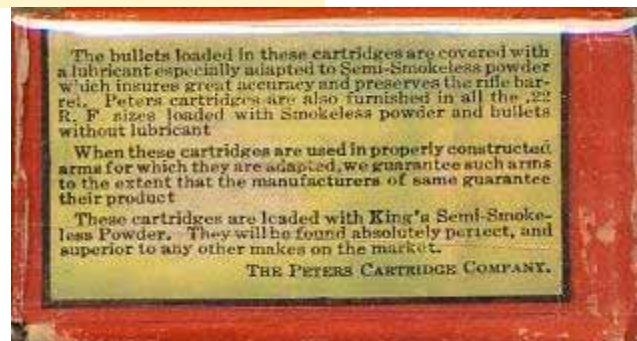 The bullets loaded in these cartridges are covered with
a lubricant especially adapted to Semi-Smokeless powder
which insures great accuracy and preserves the rifle bar-
rel. Peters cartridges are also furnished in all the .22
R. F. sizes loaded with Smokeless powder and bullets
without lubricant
When these cartridges are used in properly constructed
arms for which they are adapted, we guarantee such arms
to the extent that the manufacturers of same guarantee
their product
These cartridges are loaded with King's Semi-Smoke-
less Powder. They will be found absolutely perfect, and
superior to any other makes on the market.
THE PETERS CARTRIDGE COMPANY.